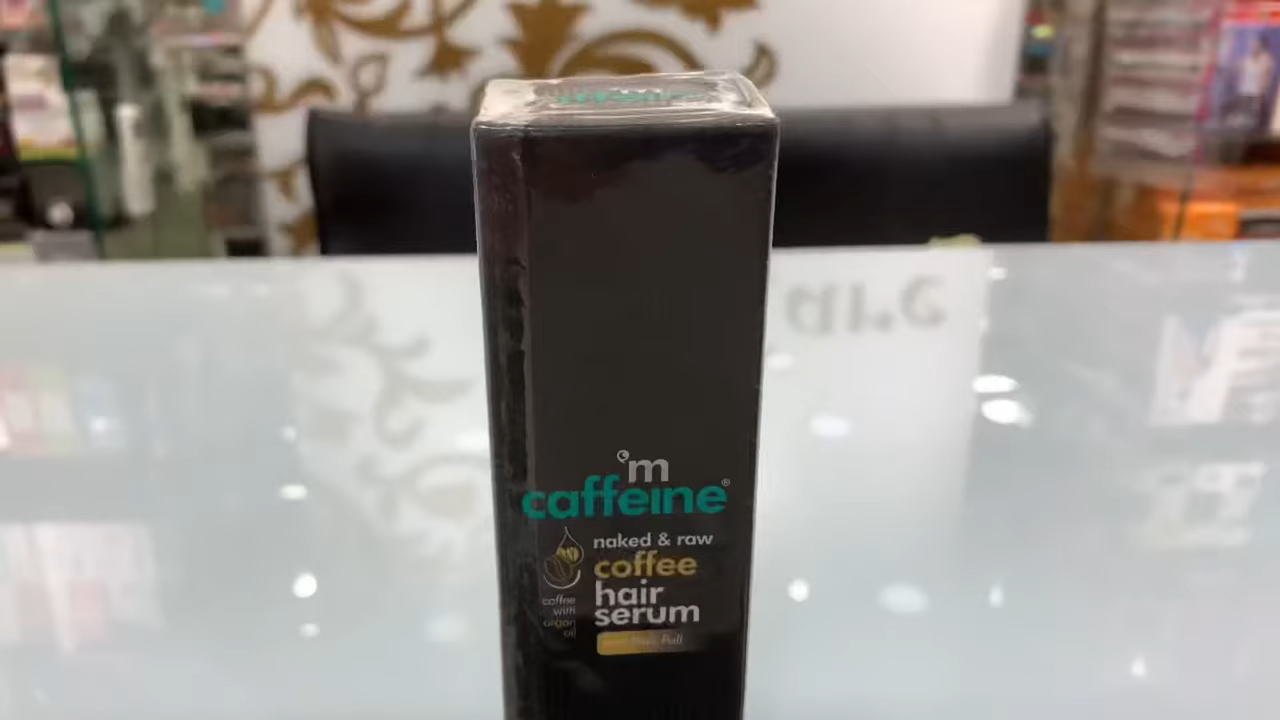 'm
caffeine®
naked & raw
coffee
hair
serum
coffee
with
argan
oil